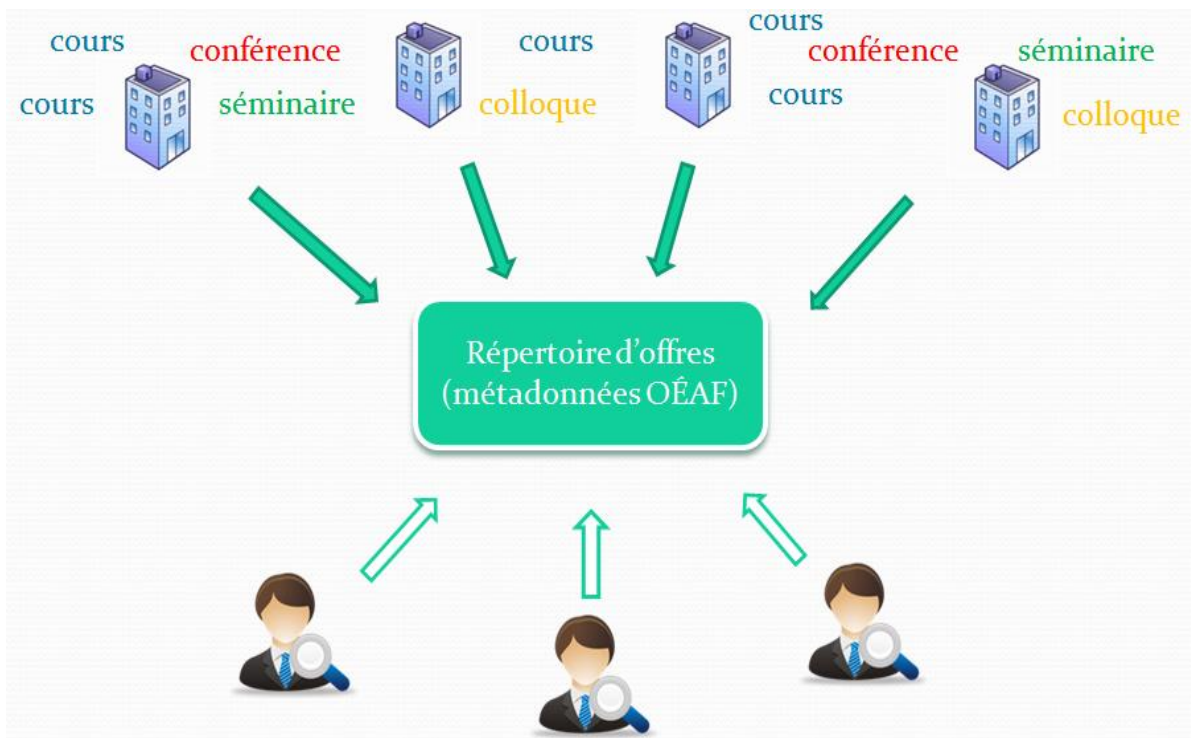 cours
conférence
cours
séminaire
cours
colloque
cours
cours
conférence
séminaire
colloque
Répertoire d'offres
(métadonnées OÉAF)